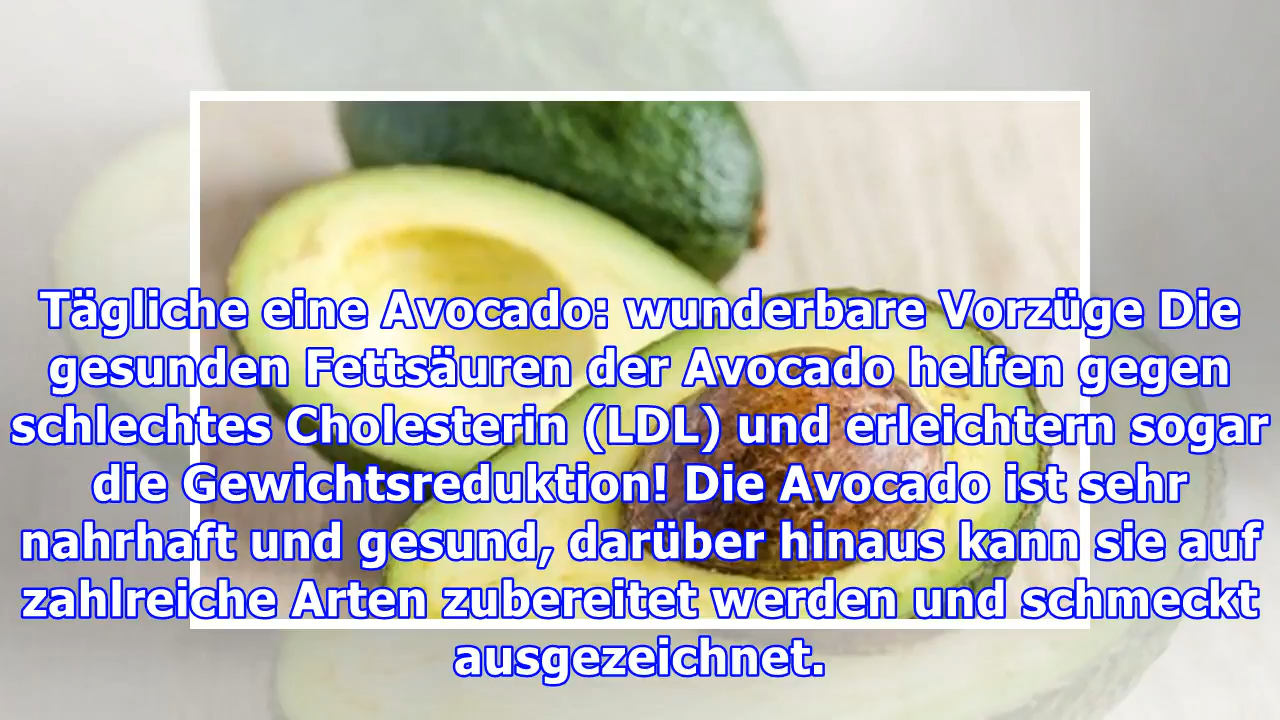 Tägliche eine Avocado: wunderbare Vorzüge Die
gesunden Fettsäuren der Avocado helfen gegen
schlechtes Cholesterin (LDL) und erleichtern sogar
die Gewichtsreduktion! Die Avocado ist sehr
nahrhaft und gesund, darüber hinaus kann sie auf
zahlreiche Arten zubereitet werden und schmeckt
ausgezeichnet.